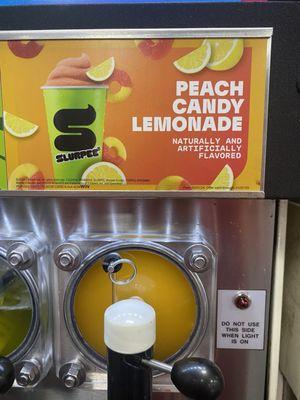 PEACH
CANDY
LEMONADE
NATURALLY AND
ARTIFICIALLY
FLAVORED
SLURPEE
DO NOT
USE THIS
SIDE WHEN
LIGHT IS
ON